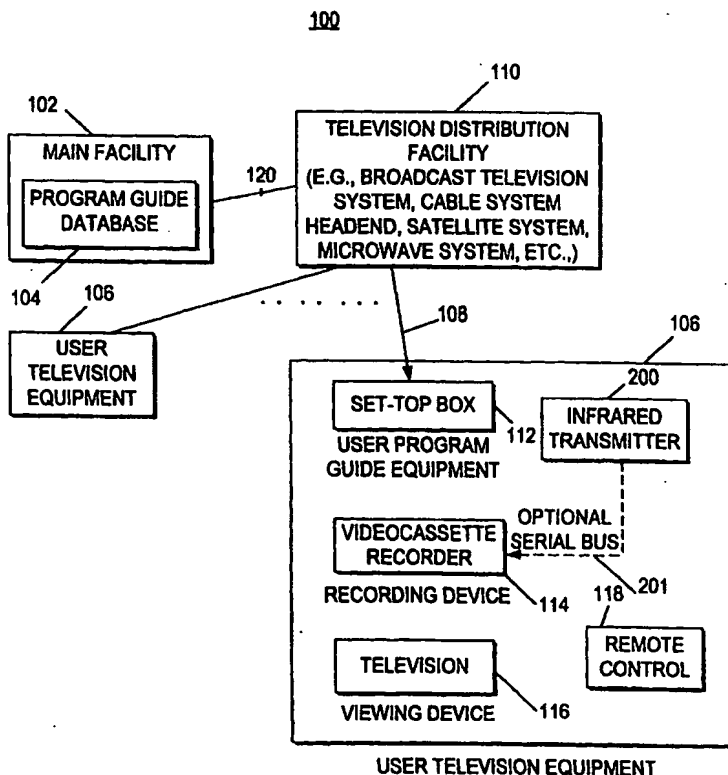 100
110
102
MAIN FACILITY
PROGRAM GUIDE
DATABASE
104
120
TELEVISION DISTRIBUTION
FACILITY
(E.G., BROADCAST TELEVISION
SYSTEM, CABLE SYSTEM
HEADEND, SATELLITE SYSTEM,
MICROWAVE SYSTEM, ETC.,)
106
USER
TELEVISION
EQUIPMENT
. . . . . . .
108
106
SET-TOP BOX
112
USER PROGRAM
GUIDE EQUIPMENT
200
INFRARED
TRANSMITTER
OPTIONAL
SERIAL BUS
201
VIDEOCASSETTE
RECORDER
RECORDING DEVICE
114
118
REMOTE
CONTROL
TELEVISION
VIEWING DEVICE
116
USER TELEVISION EQUIPMENT